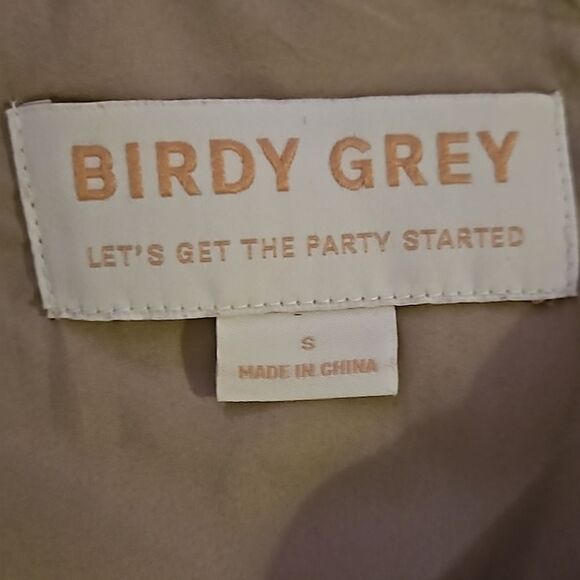 BIRDY GREY
LET'S GET THE PARTY STARTED
S
MADE IN CHINA